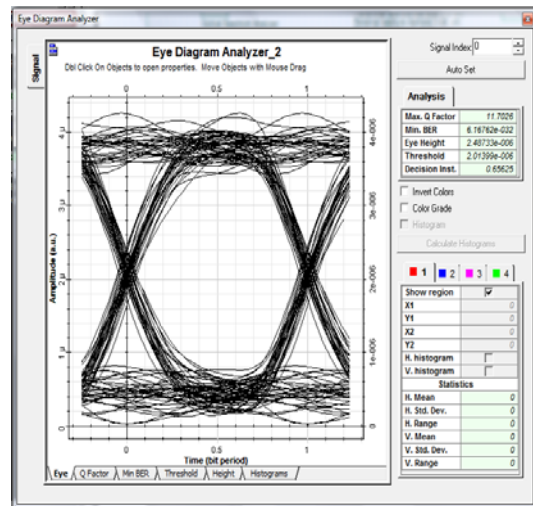 Eye Diagram Analyzer
Signal Index: 0
Auto Set
Signal
Eye Diagram Analyzer_2
Dbl Click On Objects to open properties. Move Objects with Mouse Drag
Analysis
Max. Q Factor 11.7026
Min. BER 6.16762e-032
Eye Height 2.48733e-006
Threshold 2.01399e-006
Decision Inst. 0.65625
Invert Colors
Color Grade
Histogram
Calculate Histograms
1 2 3 4
Show region
X1 0
Y1 0
X2 0
Y2 0
H. histogram
V. histogram
Statistics
H. Mean 0
H. Std. Dev. 0
H. Range 0
V. Mean 0
V. Std. Dev. 0
V. Range 0
0 0.5 1
Amplitude (a.u.)
4 µ
3 µ
2 µ
1 µ
0
4e-006
3e-006
2e-006
1e-006
0
0 0.5 1
Time (bit period)
Eye Q Factor Min BER Threshold Height Histograms